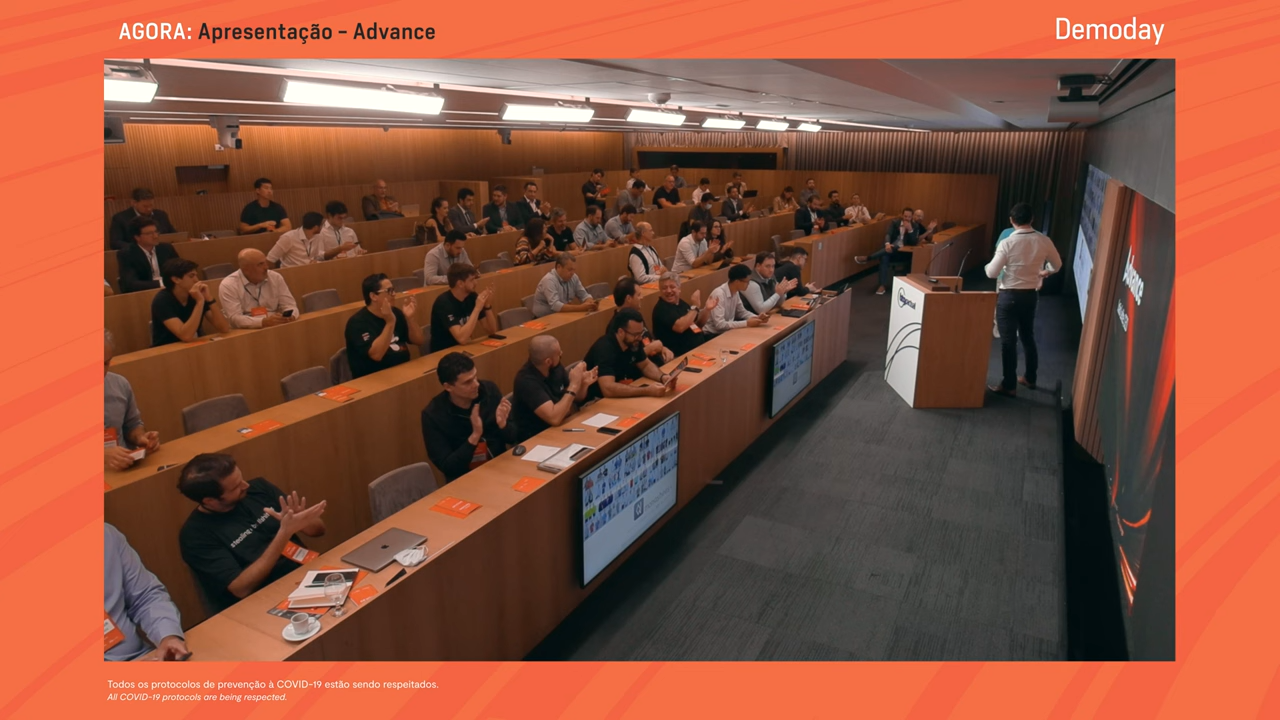 AGORA: Apresentação - Advance
Demoday
Advance
Todos os protocolos de prevenção à COVID-19 estão sendo respeitados.
All COVID-19 protocols are being respected.